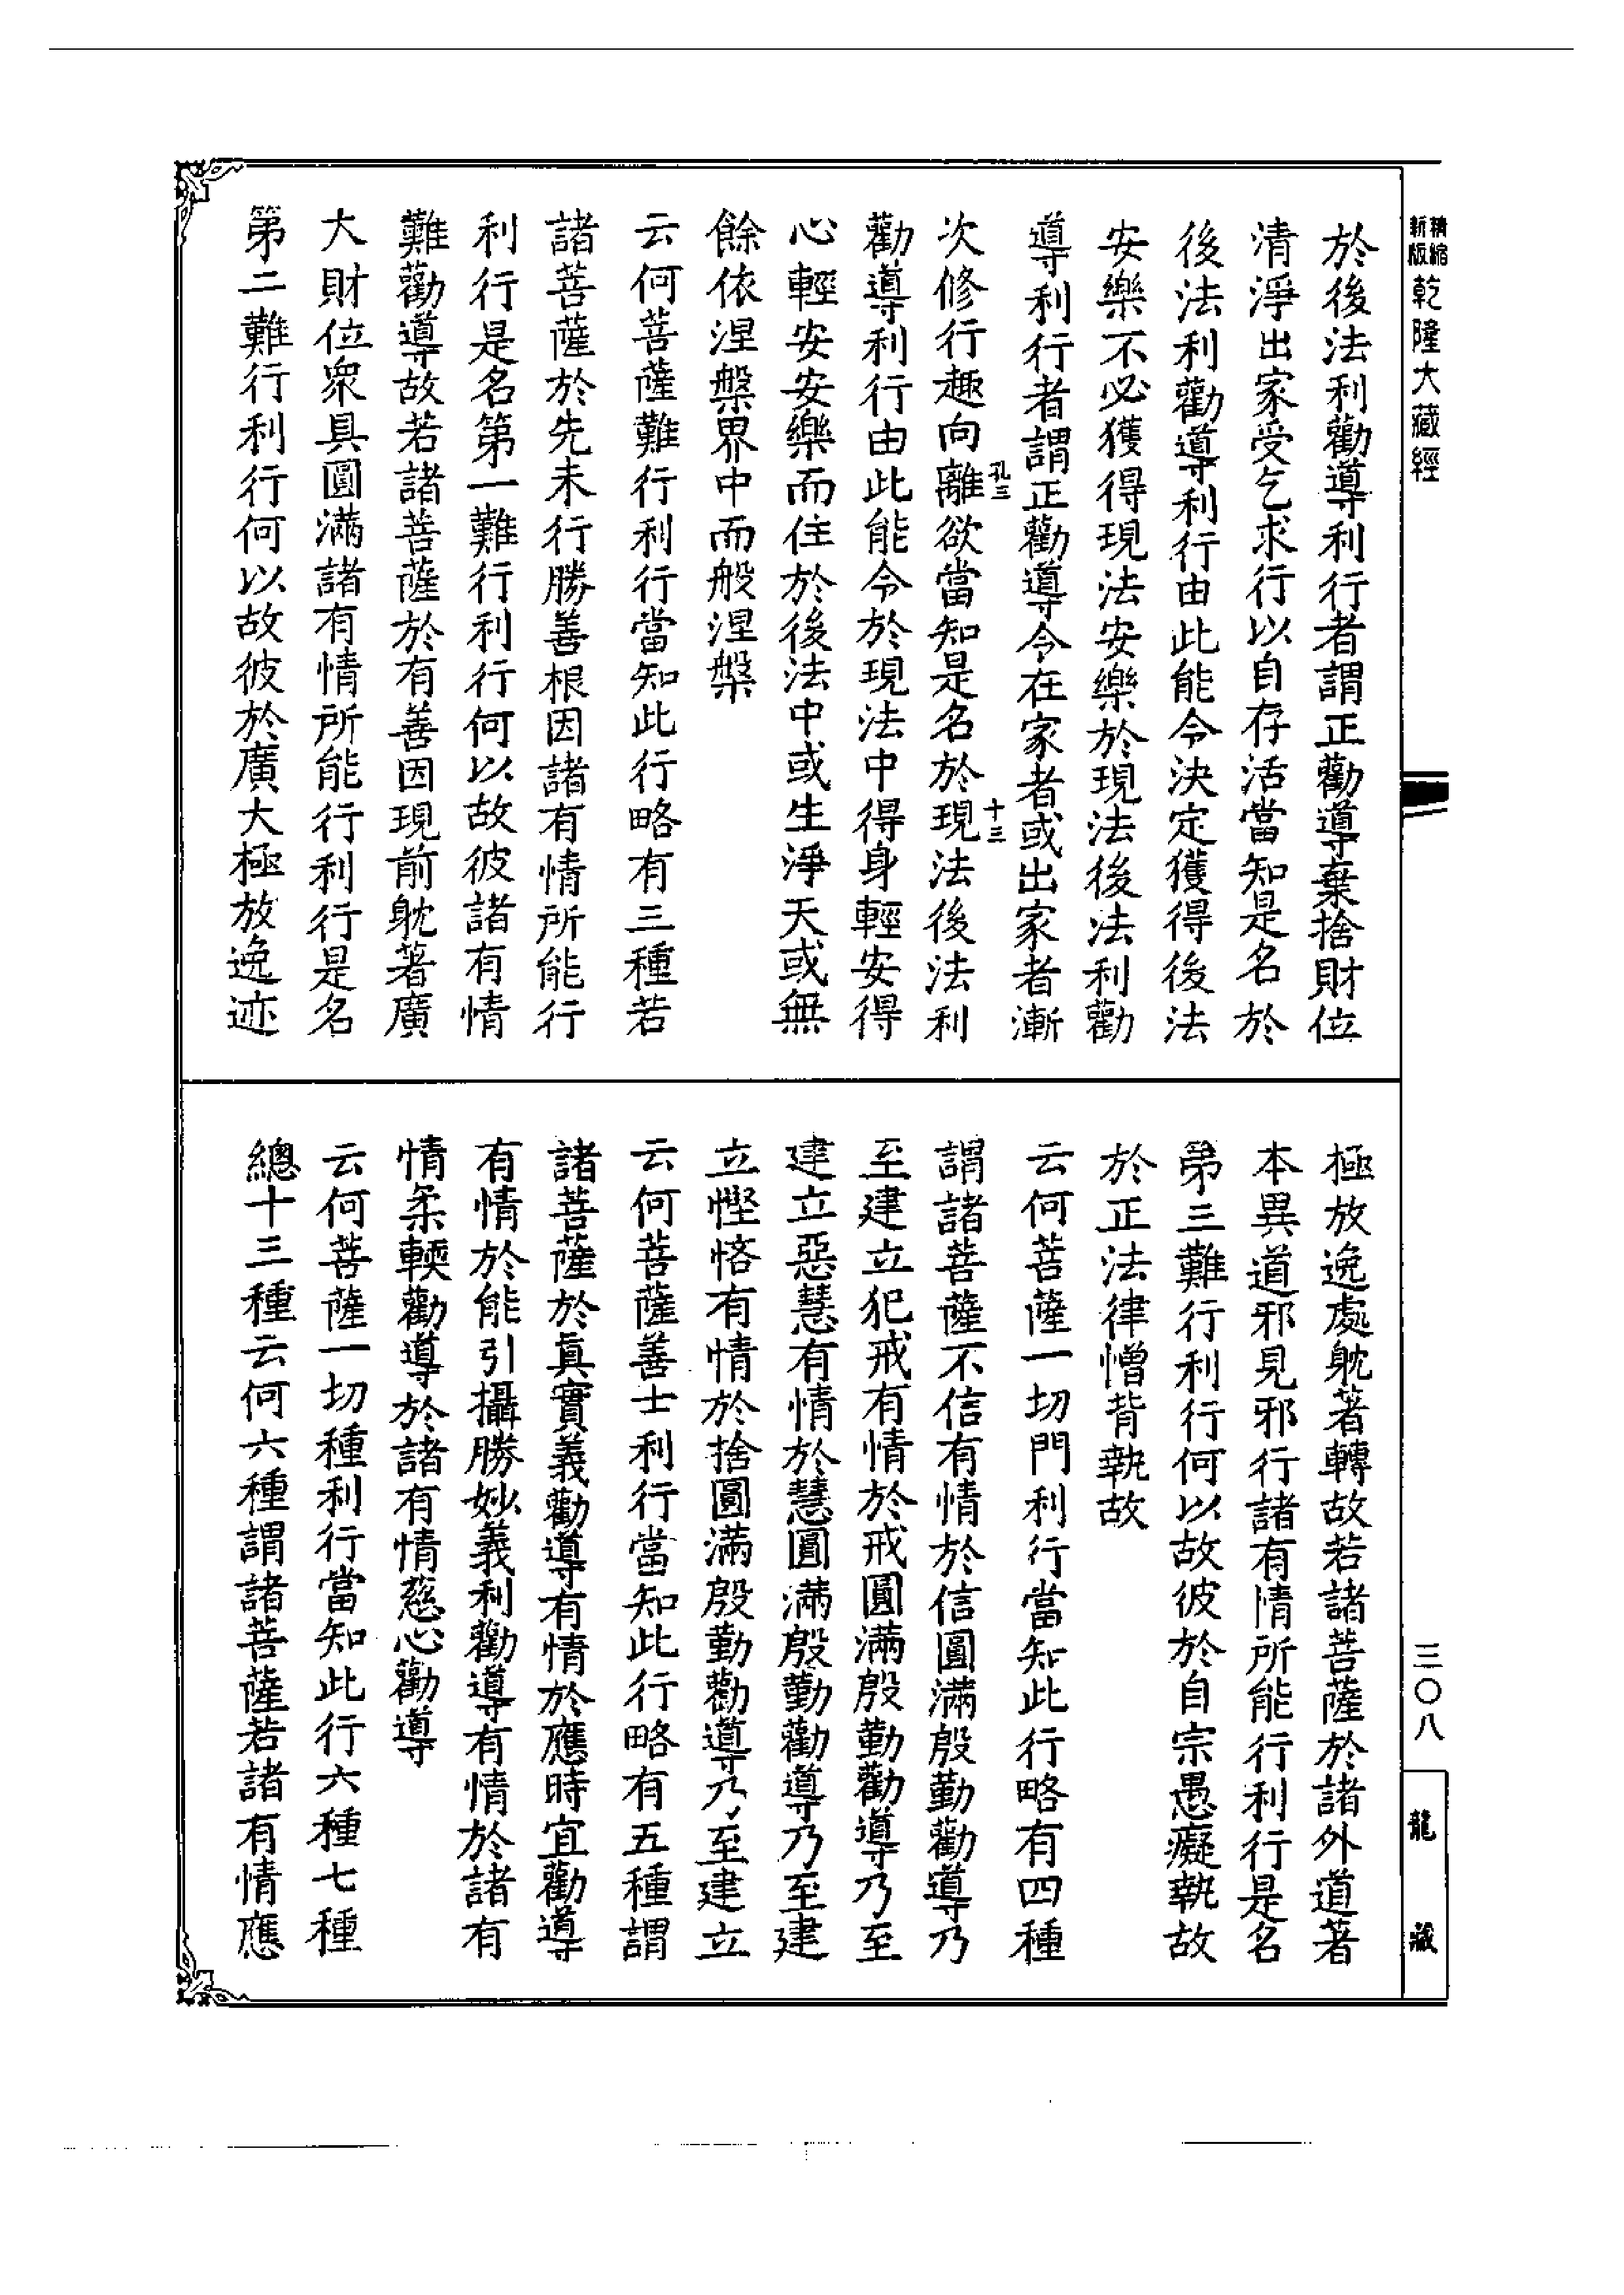 精縮
新版
乾隆大藏經
於後法利勸導利行者謂正勸導棄捨財位
清淨出家受乞求行以自存活當知是名於
後法利勸導利行由此能令決定獲得後法
安樂不必獲得現法安樂於現法後法利勸
導利行者謂正勸導令在家者或出家者漸
孔三
十三
次修行趣向離欲當知是名於現法後法利
勸導利行由此能令於現法中得身輕安得
心輕安安樂而住於後法中或生淨天或無
餘依涅槃界中而般涅槃
云何菩薩難行利行當知此行略有三種若
諸菩薩於先未行勝善根因諸有情所能行
利行是名第一難行利行何以故彼諸有情
難勸導故若諸菩薩於有善因現前躭著廣
大財位眾具圓滿諸有情所能行利行是名
第二難行利行何以故彼於廣大極放逸迹
極放逸處躭著轉故若諸菩薩於諸外道著
本異道邪見邪行諸有情所能行利行是名
第三難行利行何以故彼於自宗愚癡執故
於正法律憎背執故
云何菩薩一切門利行當知此行略有四種
謂諸菩薩不信有情於信圓滿殷勤勸導乃
至建立犯戒有情於戒圓滿殷勤勸導乃至
建立惡慧有情於慧圓滿殷勤勸導乃至建
立慳悋有情於捨圓滿殷勤勸導乃至建立
云何菩薩善士利行當知此行略有五種謂
諸菩薩於真實義勸導有情於應時宜勸導
有情於能引攝勝妙義利勸導有情於諸有
情柔輭勸導於諸有情慈心勸導
云何菩薩一切種利行當知此行六種七種
總十三種云何六種謂諸菩薩若諸有情應
三〇八
龍藏